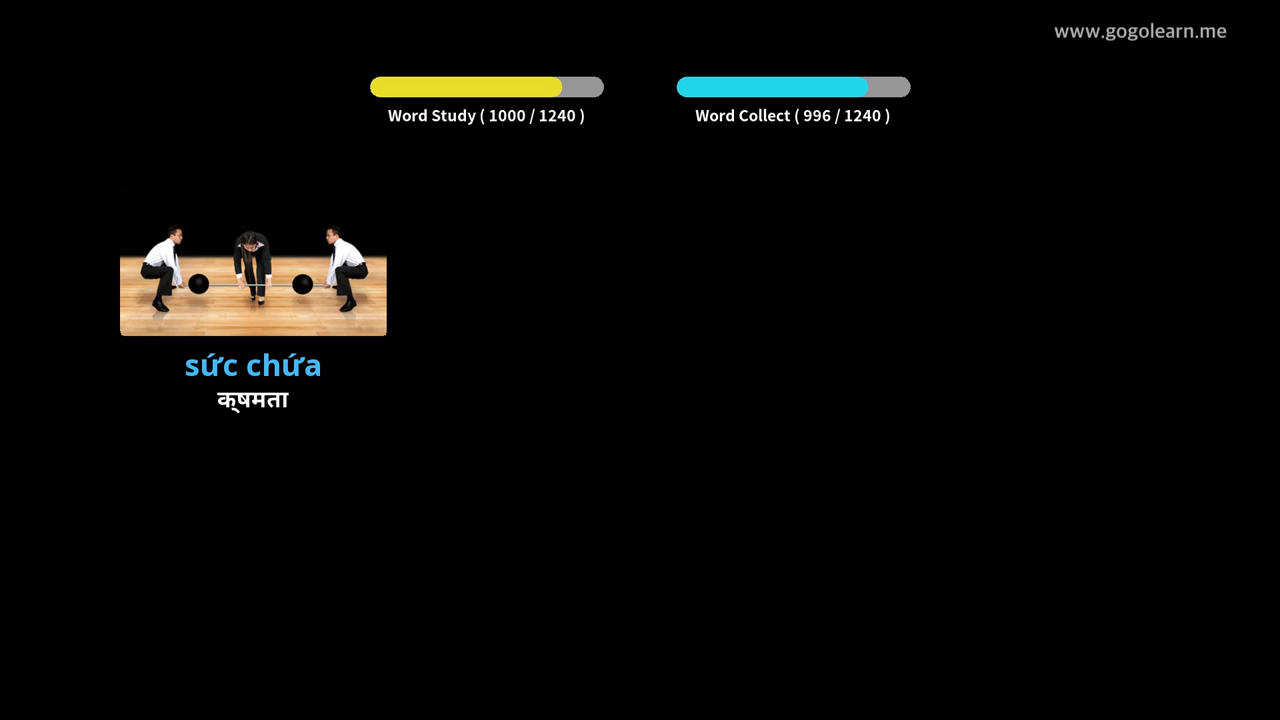 www.gogolearn.me
Word Study ( 1000 / 1240 )
Word Collect ( 996 / 1240 )
sức chứa
क्षमता